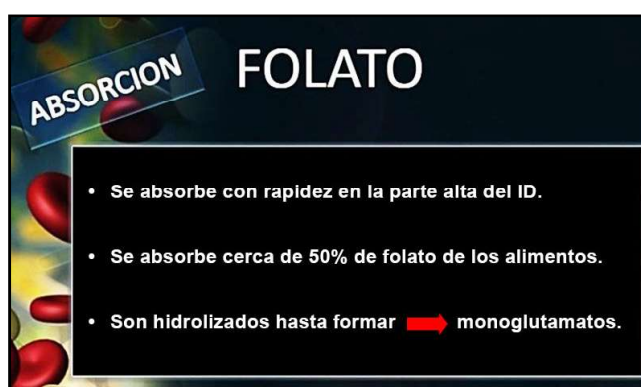 ABSORCION
FOLATO
• Se absorbe con rapidez en la parte alta del ID.
• Se absorbe cerca de 50% de folato de los alimentos.
• Son hidrolizados hasta formar monoglutamatos.